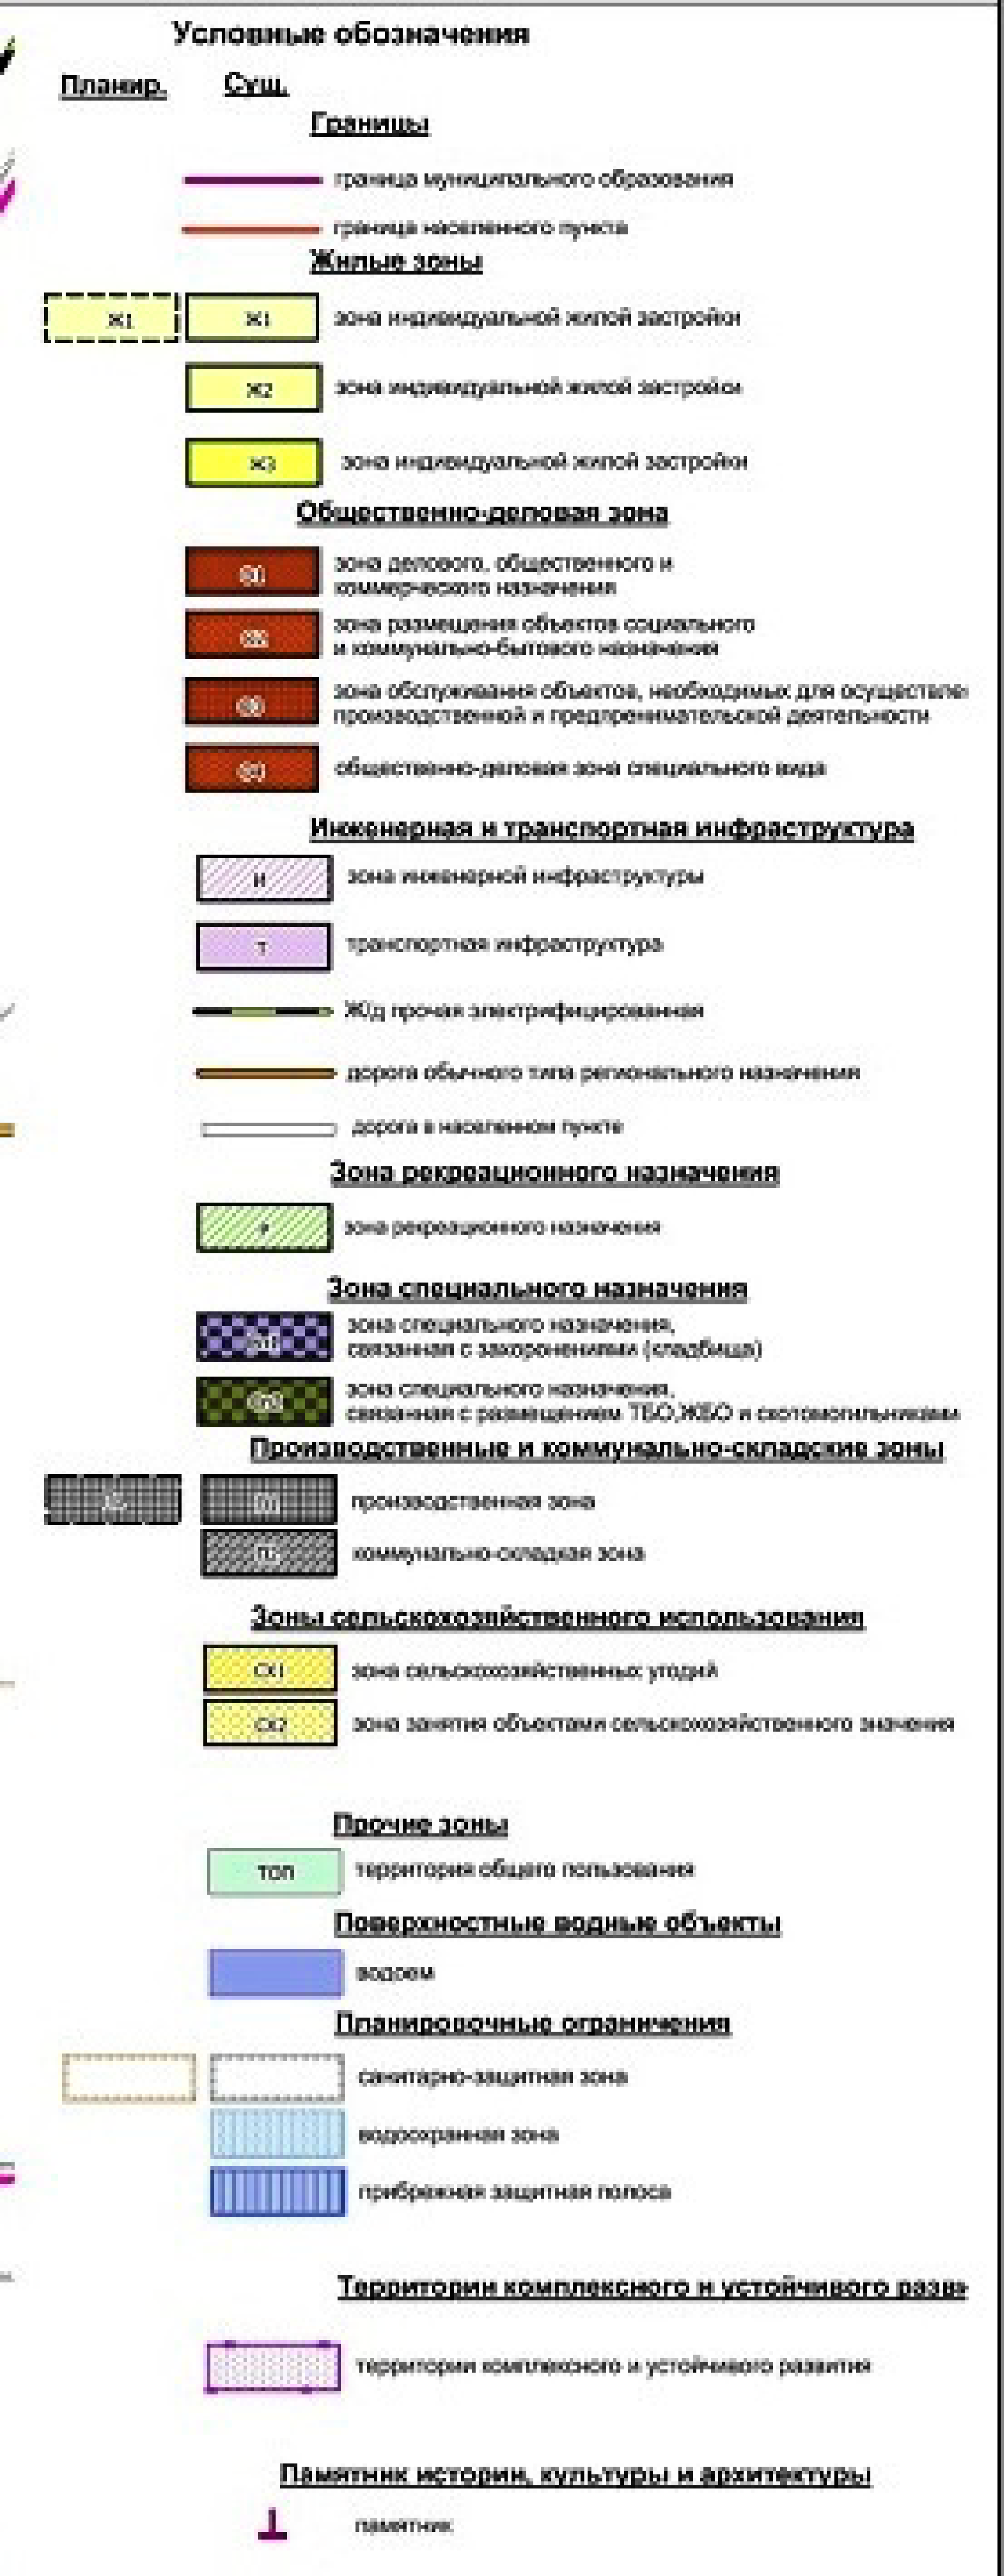 Условные обозначения
Планир. Сущ.
Границы
граница муниципального образования
граница населенного пункта
Жилые зоны
Ж1 Ж1 зона индивидуальной жилой застройки
Ж2 зона индивидуальной жилой застройки
Ж3 зона индивидуальной жилой застройки
Общественно-деловая зона
зона делового, общественного и
коммерческого назначения
зона размещения объектов социального
и коммунально-бытового назначения
зона обслуживания объектов, необходимых для
производственной и предпренимательской деятельности
общественно-деловая зона специального вида
Инженерная и транспортная инфраструктура
И зона инженерной инфраструктуры
Т транспортная инфраструктура
Ж/д прочая электрифицированная
дорога обычного типа регионального назначения
дорога в населенном пункте
Зона рекреационного назначения
Р зона рекреационного назначения
Зона специального назначения
зона специального назначения,
связанная с захоронениями (кладбища)
зона специального назначения,
связанная с размещением ТБО,ЖБО и скотомогильниками
Производственные и коммунально-складские зоны
производственная зона
П2 коммунально-складкая зона
Зоны сельскохозяйственного использования
СХ1 зона сельскохозяйственных угодий
СХ2 зона занятия объектами сельскохозяйственного значения
Прочие зоны
ТОП территория общего пользования
Поверхностные водные объекты
водоем
Планировочные ограничения
санитарно-защитная зона
водоохранная зона
прибрежная защитная полоса
Территории комплексного и устойчивого
территории комплексного и устойчивого развития
Памятник истории, культуры и архитектуры
памятник